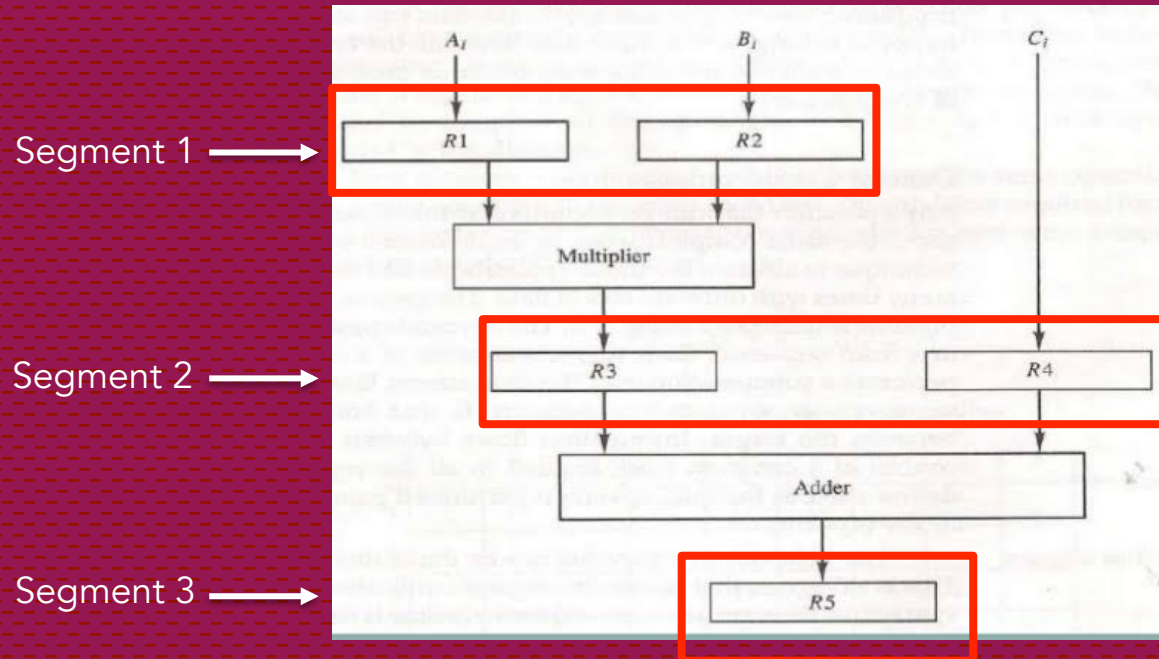 A_i B_i C_i
Segment 1
R1 R2
Multiplier
Segment 2
R3 R4
Adder
Segment 3
R5